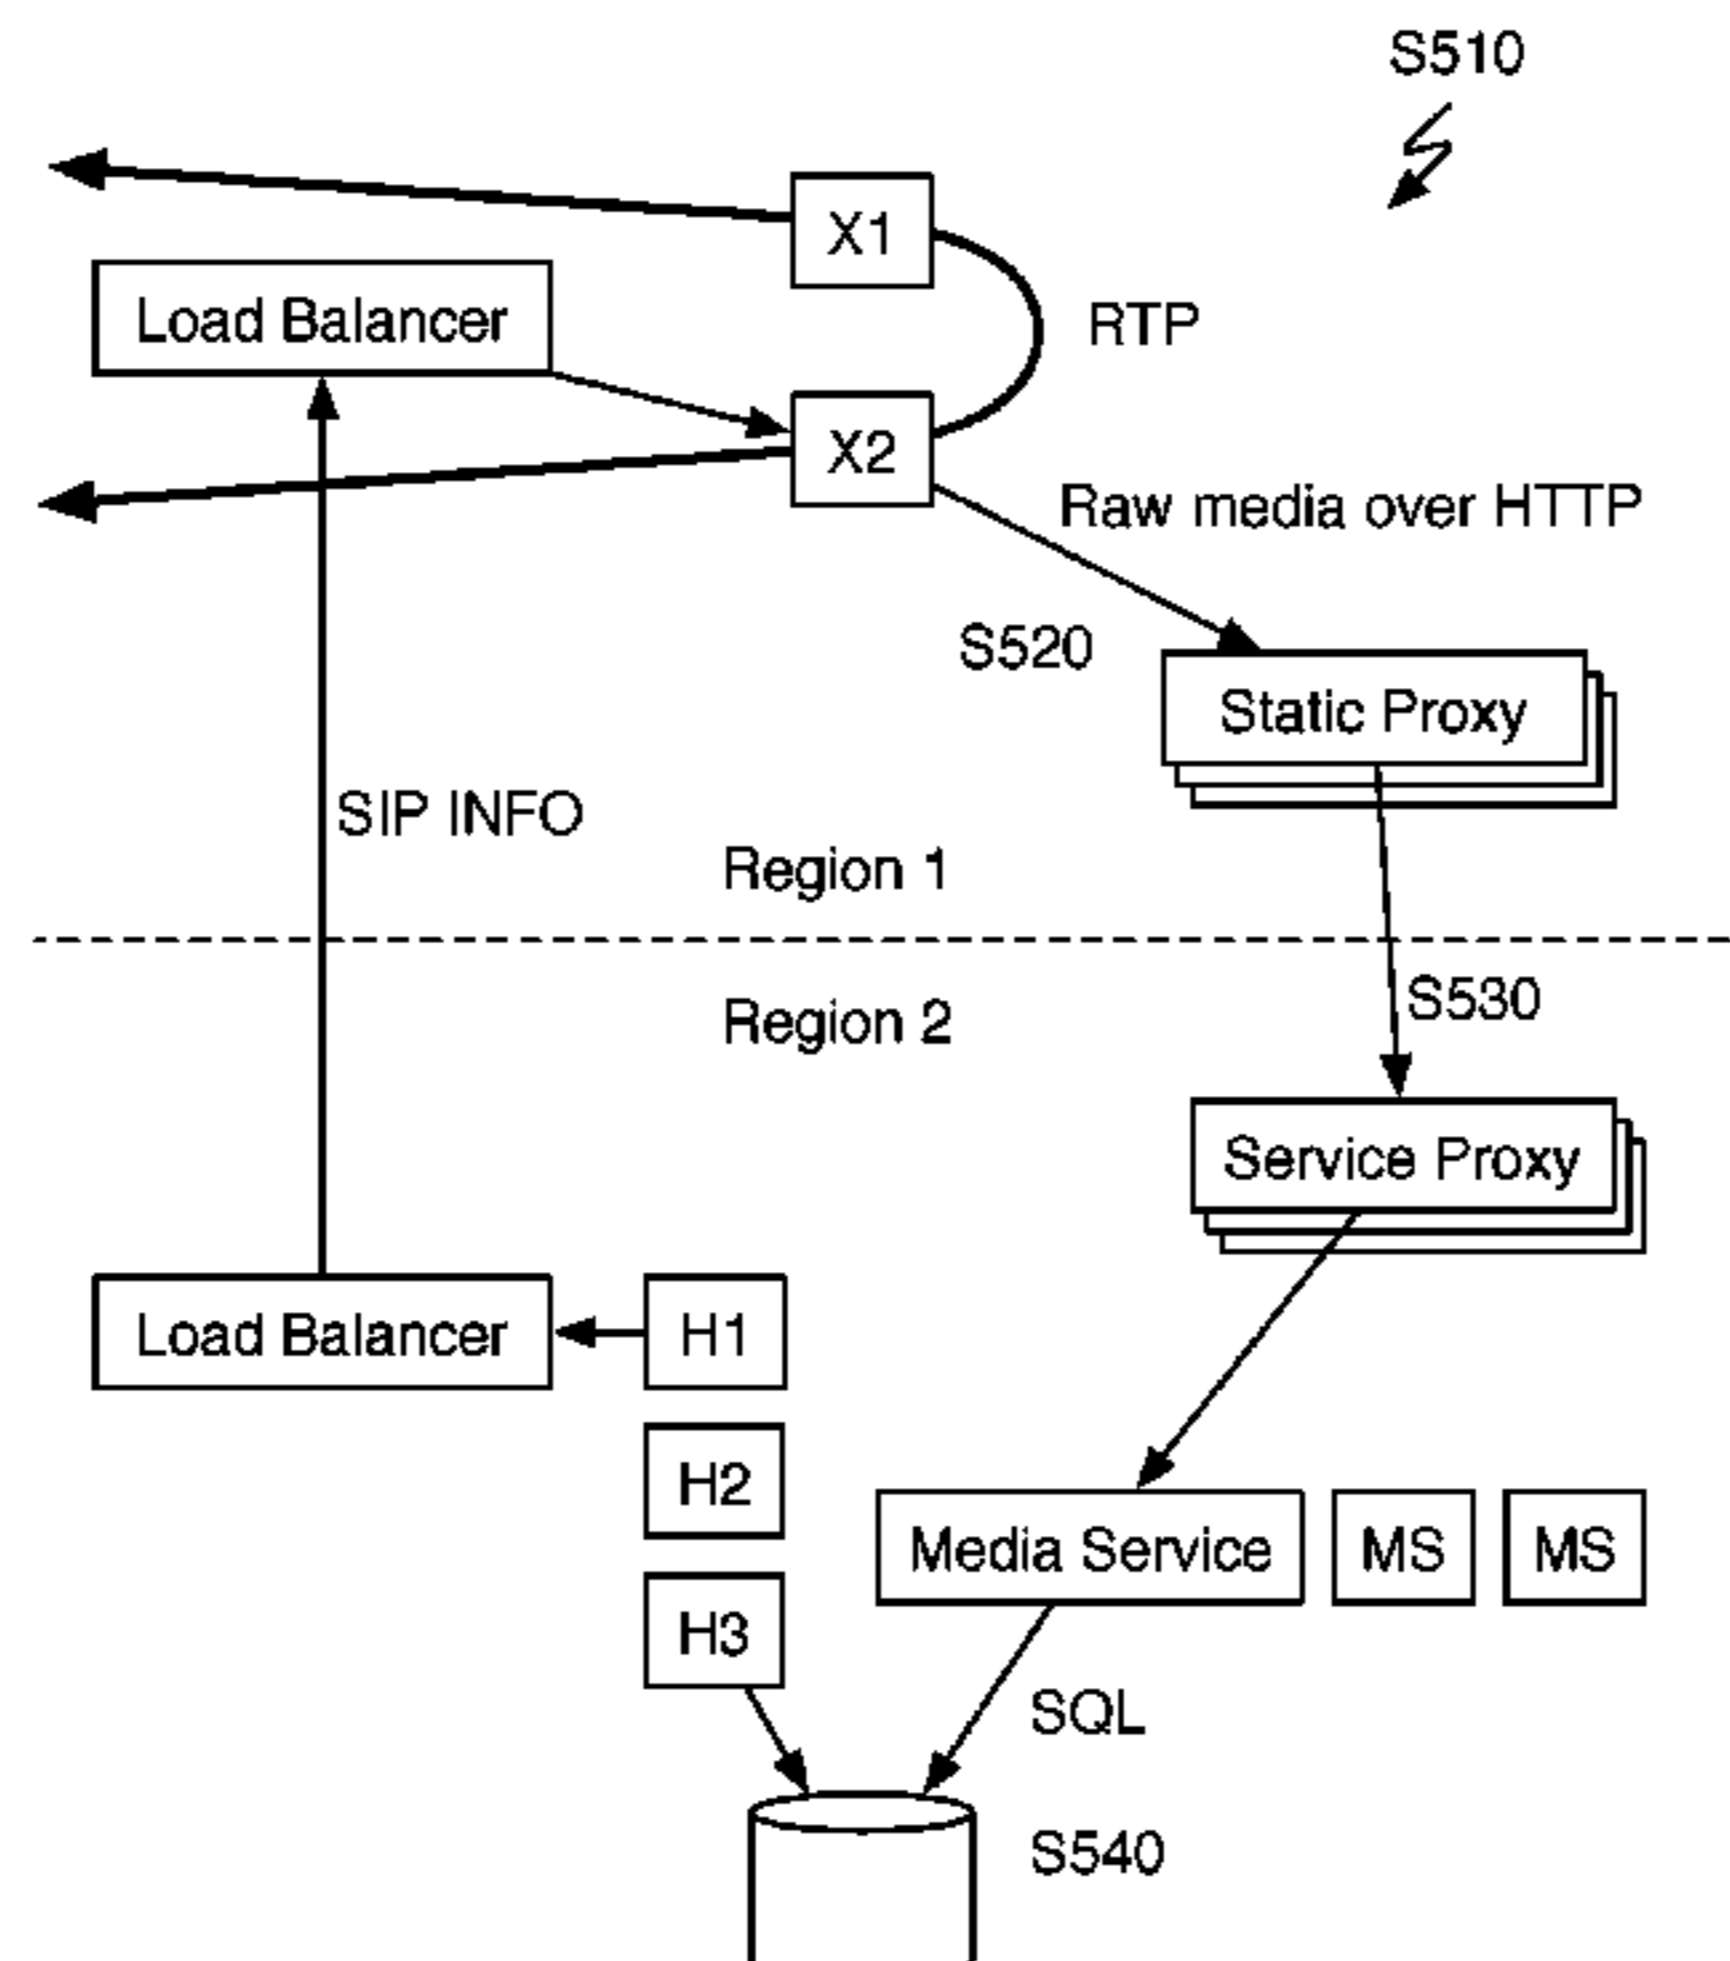 S510
X1
Load Balancer
RTP
X2
Raw media over HTTP
S520
Static Proxy
SIP INFO
Region 1
Region 2
S530
Service Proxy
Load Balancer
H1
H2
Media Service
MS
MS
H3
SQL
S540